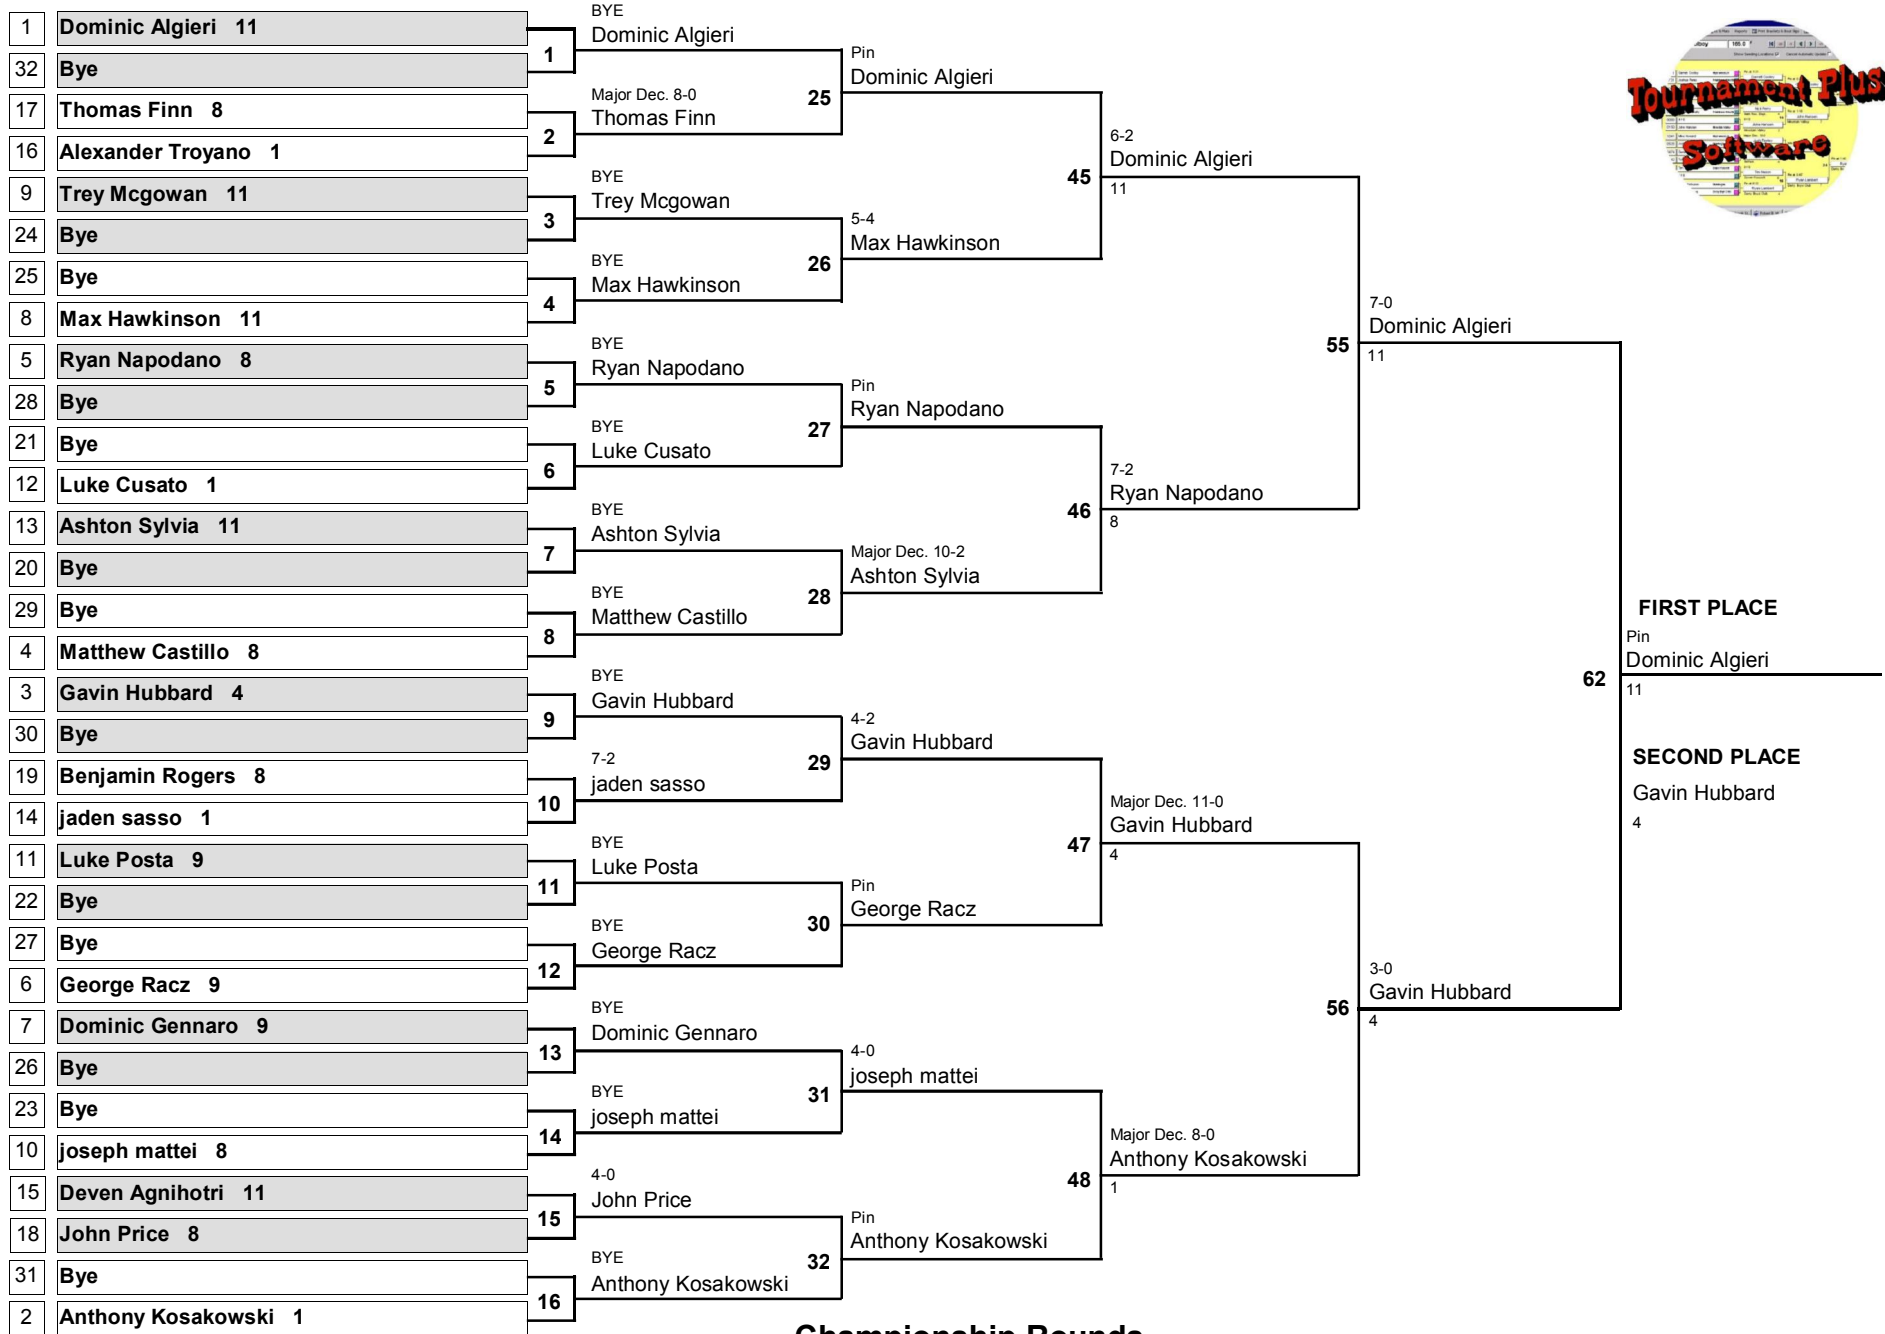 1 Dominic Algieri 11
32 Bye
17 Thomas Finn 8
16 Alexander Troyano 1
9 Trey Mcgowan 11
24 Bye
25 Bye
8 Max Hawkinson 11
5 Ryan Napodano 8
28 Bye
21 Bye
12 Luke Cusato 1
13 Ashton Sylvia 11
20 Bye
29 Bye
4 Matthew Castillo 8
3 Gavin Hubbard 4
30 Bye
19 Benjamin Rogers 8
14 jaden sasso 1
11 Luke Posta 9
22 Bye
27 Bye
6 George Racz 9
7 Dominic Gennaro 9
26 Bye
23 Bye
10 joseph mattei 8
15 Deven Agnihotri 11
18 John Price 8
31 Bye
2 Anthony Kosakowski 1
1
2
3
4
5
6
7
8
9
10
11
12
13
14
15
16
BYE
Dominic Algieri
Major Dec. 8-0
Thomas Finn
BYE
Trey Mcgowan
BYE
Max Hawkinson
BYE
Ryan Napodano
BYE
Luke Cusato
BYE
Ashton Sylvia
BYE
Matthew Castillo
BYE
Gavin Hubbard
7-2
jaden sasso
BYE
Luke Posta
BYE
George Racz
BYE
Dominic Gennaro
BYE
joseph mattei
4-0
John Price
BYE
Anthony Kosakowski
25
26
27
28
29
30
31
32
Pin
Dominic Algieri
5-4
Max Hawkinson
Pin
Ryan Napodano
Major Dec. 10-2
Ashton Sylvia
4-2
Gavin Hubbard
Pin
George Racz
4-0
joseph mattei
Pin
Anthony Kosakowski
45
46
47
48
6-2
Dominic Algieri
11
7-2
Ryan Napodano
8
Major Dec. 11-0
Gavin Hubbard
4
Major Dec. 8-0
Anthony Kosakowski
1
55
56
7-0
Dominic Algieri
11
3-0
Gavin Hubbard
4
62
FIRST PLACE
Pin
Dominic Algieri
11
SECOND PLACE
Gavin Hubbard
4
Tournament Plus
Software
Championship Rounds